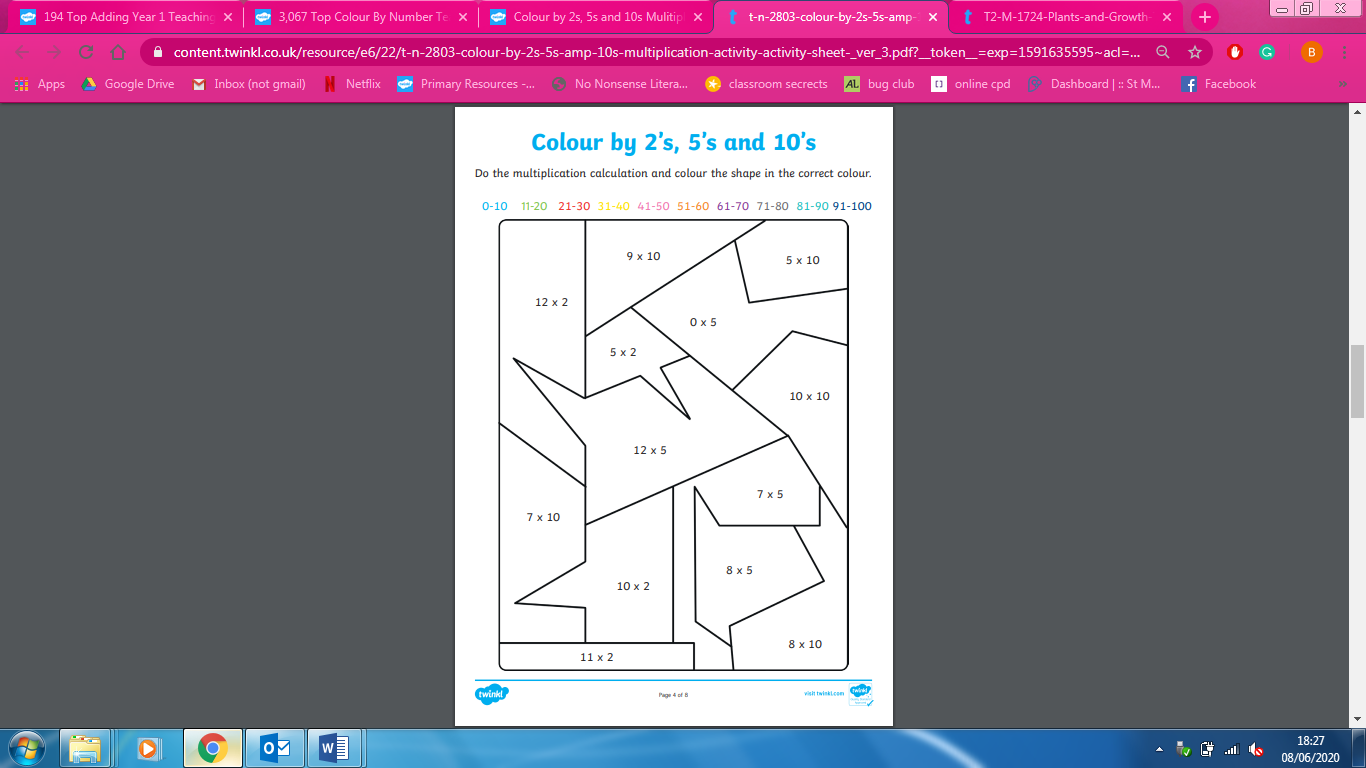 194 Top Adding Year 1 Teaching
3,067 Top Colour By Number Te
Colour by 2s, 5s and 10s Mulitipl
t-n-2803-colour-by-2s-5s-amp-
T2-M-1724-Plants-and-Growth-
content.twinkl.co.uk/resource/e6/22/t-n-2803-colour-by-2s-5s-amp-10s-multiplication-activity-activity-sheet-_ver_3.pdf?__token__=exp=1591635595~acl=...
B
Apps Google Drive Inbox (not gmail) Netflix Primary Resources -... No Nonsense Litera... classroom secrects AL bug club online cpd Dashboard | :: St M... Facebook
Colour by 2's, 5's and 10's
Do the multiplication calculation and colour the shape in the correct colour.
0-10 11-20 21-30 31-40 41-50 51-60 61-70 71-80 81-90 91-100
9 x 10
5 x 10
12 x 2
0 x 5
5 x 2
10 x 10
12 x 5
7 x 5
7 x 10
8 x 5
10 x 2
8 x 10
11 x 2
twinkl
Page 4 of 8
visit twinkl.com
twinkl
18:27
08/06/2020